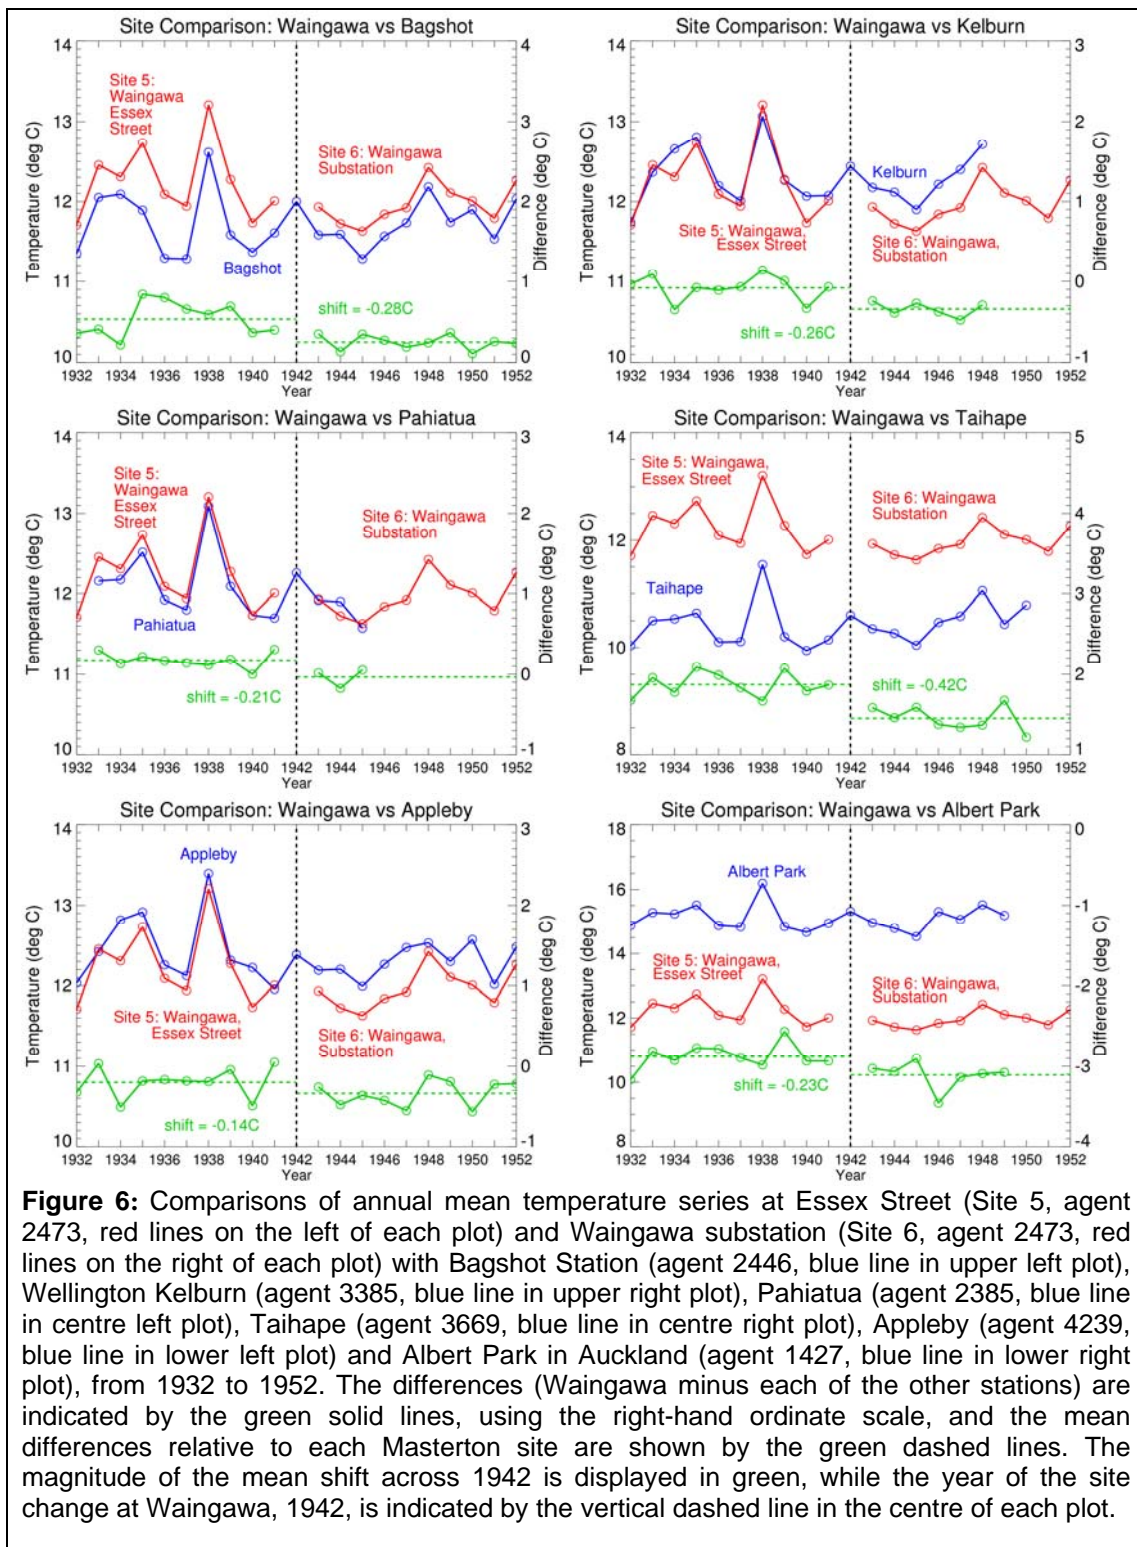 Site Comparison: Waingawa vs Bagshot
14
13
12
11
10
Temperature (deg C)
Site 5:
Waingawa
Essex
Street
Site 6: Waingawa
Substation
Bagshot
shift = -0.28C
4
3
2
1
0
Difference (deg C)
1932 1934 1936 1938 1940 1942 1944 1946 1948 1950 1952
Year
Site Comparison: Waingawa vs Kelburn
14
13
12
11
10
Temperature (deg C)
Kelburn
Site 5: Waingawa,
Essex Street
Site 6: Waingawa,
Substation
shift = -0.26C
3
2
1
0
-1
Difference (deg C)
1932 1934 1936 1938 1940 1942 1944 1946 1948 1950 1952
Year
Site Comparison: Waingawa vs Pahiatua
14
13
12
11
10
Temperature (deg C)
Site 5:
Waingawa
Essex
Street
Site 6: Waingawa
Substation
Pahiatua
shift = -0.21C
3
2
1
0
-1
Difference (deg C)
1932 1934 1936 1938 1940 1942 1944 1946 1948 1950 1952
Year
Site Comparison: Waingawa vs Taihape
14
12
10
8
Temperature (deg C)
Site 5: Waingawa,
Essex Street
Site 6: Waingawa
Substation
Taihape
shift = -0.42C
5
4
3
2
1
Difference (deg C)
1932 1934 1936 1938 1940 1942 1944 1946 1948 1950 1952
Year
Site Comparison: Waingawa vs Appleby
14
13
12
11
10
Temperature (deg C)
Appleby
Site 5: Waingawa,
Essex Street
Site 6: Waingawa,
Substation
shift = -0.14C
3
2
1
0
-1
Difference (deg C)
1932 1934 1936 1938 1940 1942 1944 1946 1948 1950 1952
Year
Site Comparison: Waingawa vs Albert Park
18
16
14
12
10
8
Temperature (deg C)
Albert Park
Site 5: Waingawa,
Essex Street
Site 6: Waingawa,
Substation
shift = -0.23C
0
-1
-2
-3
-4
Difference (deg C)
1932 1934 1936 1938 1940 1942 1944 1946 1948 1950 1952
Year
Figure 6: Comparisons of annual mean temperature series at Essex Street (Site 5, agent
2473, red lines on the left of each plot) and Waingawa substation (Site 6, agent 2473, red
lines on the right of each plot) with Bagshot Station (agent 2446, blue line in upper left plot),
Wellington Kelburn (agent 3385, blue line in upper right plot), Pahiatua (agent 2385, blue line
in centre left plot), Taihape (agent 3669, blue line in centre right plot), Appleby (agent 4239,
blue line in lower left plot) and Albert Park in Auckland (agent 1427, blue line in lower right
plot), from 1932 to 1952. The differences (Waingawa minus each of the other stations) are
indicated by the green solid lines, using the right-hand ordinate scale, and the mean
differences relative to each Masterton site are shown by the green dashed lines. The
magnitude of the mean shift across 1942 is displayed in green, while the year of the site
change at Waingawa, 1942, is indicated by the vertical dashed line in the centre of each plot.